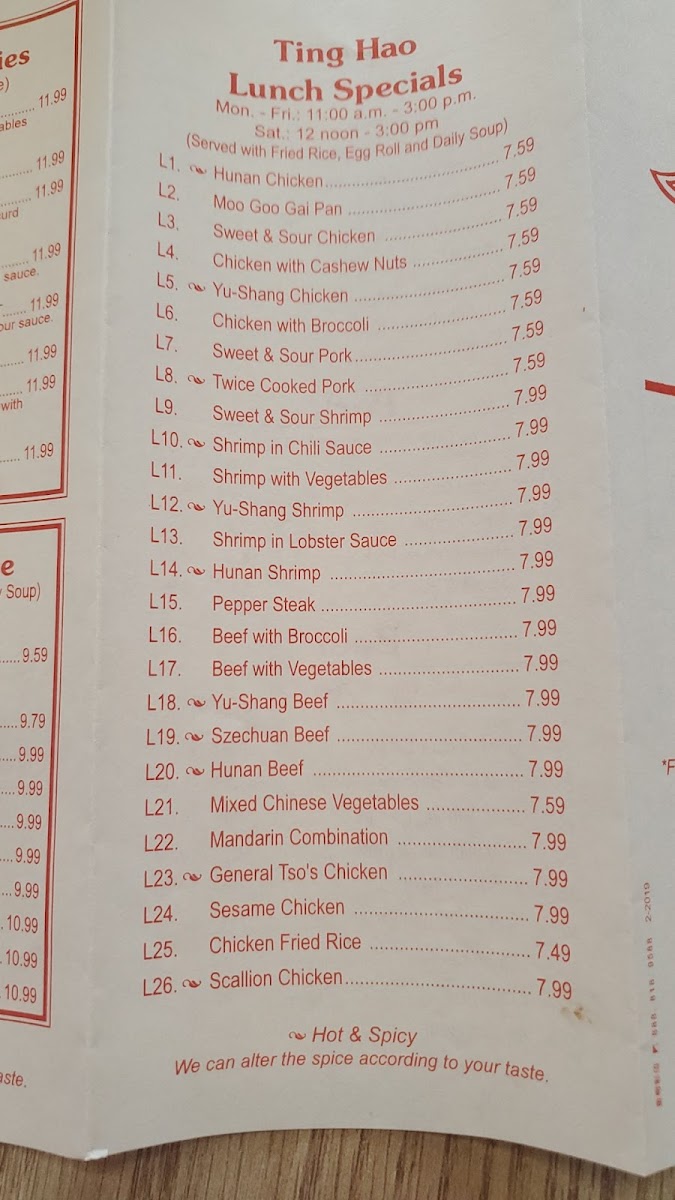 ies
e)
11.99
ables
11.99
11.99
urd
11.99
sauce.
11.99
our sauce.
11.99
11.99
with
11.99
e
Soup)
9.59
9.79
9.99
9.99
9.99
9.99
9.99
10.99
10.99
10.99
aste.
Ting Hao
Lunch Specials
Mon. - Fri.: 11:00 a.m. - 3:00 p.m.
Sat.: 12 noon - 3:00 pm
(Served with Fried Rice, Egg Roll and Daily Soup)
L1. Hunan Chicken 7.59
L2. Moo Goo Gai Pan 7.59
L3. Sweet & Sour Chicken 7.59
L4. Chicken with Cashew Nuts 7.59
L5. Yu-Shang Chicken 7.59
L6. Chicken with Broccoli 7.59
L7. Sweet & Sour Pork 7.59
L8. Twice Cooked Pork 7.59
L9. Sweet & Sour Shrimp 7.99
L10. Shrimp in Chili Sauce 7.99
L11. Shrimp with Vegetables 7.99
L12. Yu-Shang Shrimp 7.99
L13. Shrimp in Lobster Sauce 7.99
L14. Hunan Shrimp 7.99
L15. Pepper Steak 7.99
L16. Beef with Broccoli 7.99
L17. Beef with Vegetables 7.99
L18. Yu-Shang Beef 7.99
L19. Szechuan Beef 7.99
L20. Hunan Beef 7.99
L21. Mixed Chinese Vegetables 7.59
L22. Mandarin Combination 7.99
L23. General Tso's Chicken 7.99
L24. Sesame Chicken 7.99
L25. Chicken Fried Rice 7.49
L26. Scallion Chicken 7.99
Hot & Spicy
We can alter the spice according to your taste.
*F
2-2019